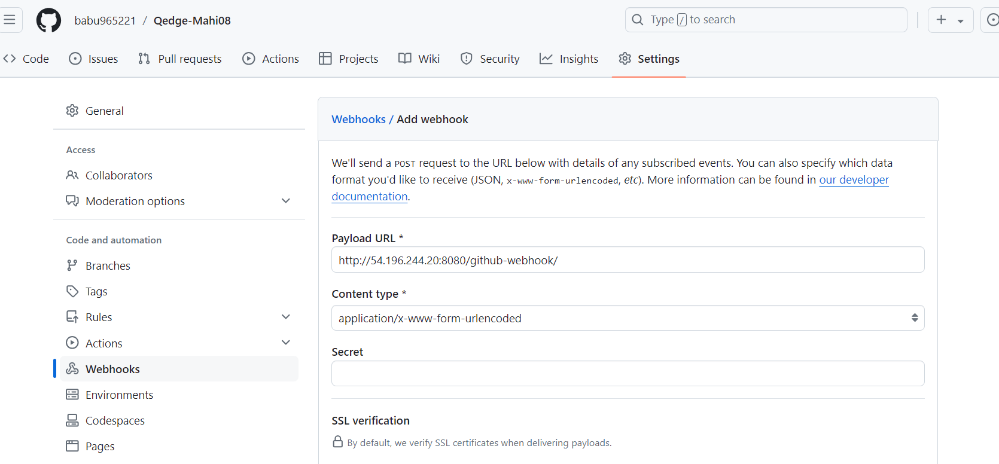 babu965221 / Qedge-Mahi08
Type / to search
Code Issues Pull requests Actions Projects Wiki Security Insights Settings
General
Access
Collaborators
Moderation options
Code and automation
Branches
Tags
Rules
Actions
Webhooks
Environments
Codespaces
Pages
Webhooks / Add webhook
We'll send a POST request to the URL below with details of any subscribed events. You can also specify which data
format you'd like to receive (JSON, x-www-form-urlencoded, etc). More information can be found in our developer
documentation.
Payload URL *
http://54.196.244.20:8080/github-webhook/
Content type *
application/x-www-form-urlencoded
Secret
SSL verification
By default, we verify SSL certificates when delivering payloads.